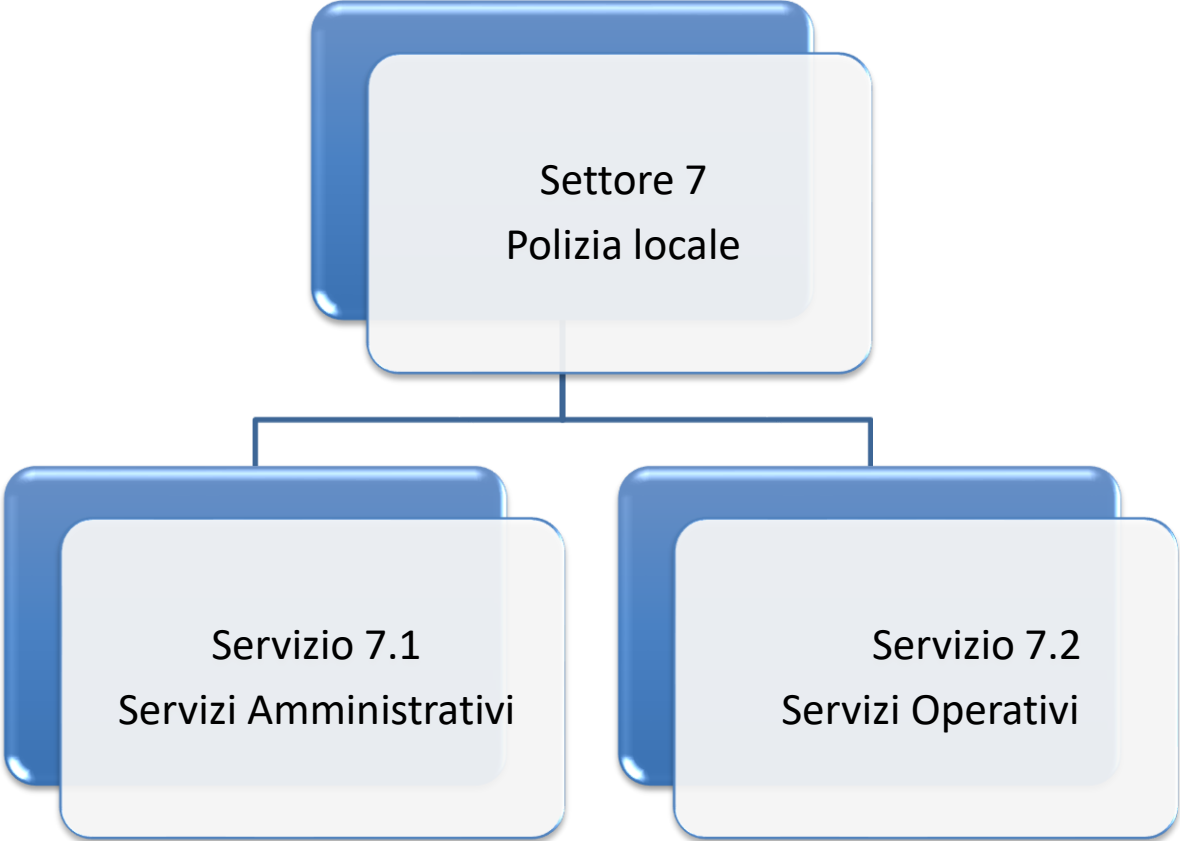 Settore 7
Polizia locale
Servizio 7.1
Servizi Amministrativi
Servizio 7.2
Servizi Operativi